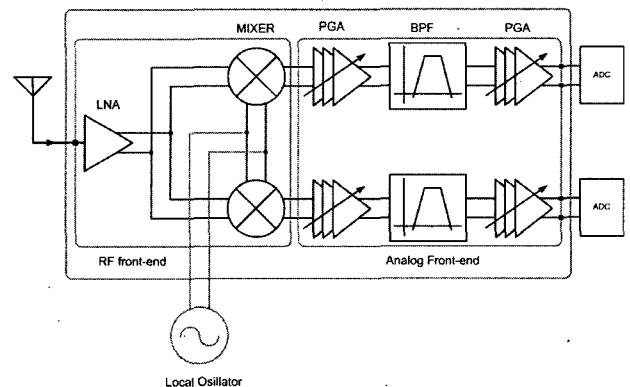 MIXER
PGA
BPF
PGA
LNA
ADC
ADC
RF front-end
Analog Front-end
Local Osillator